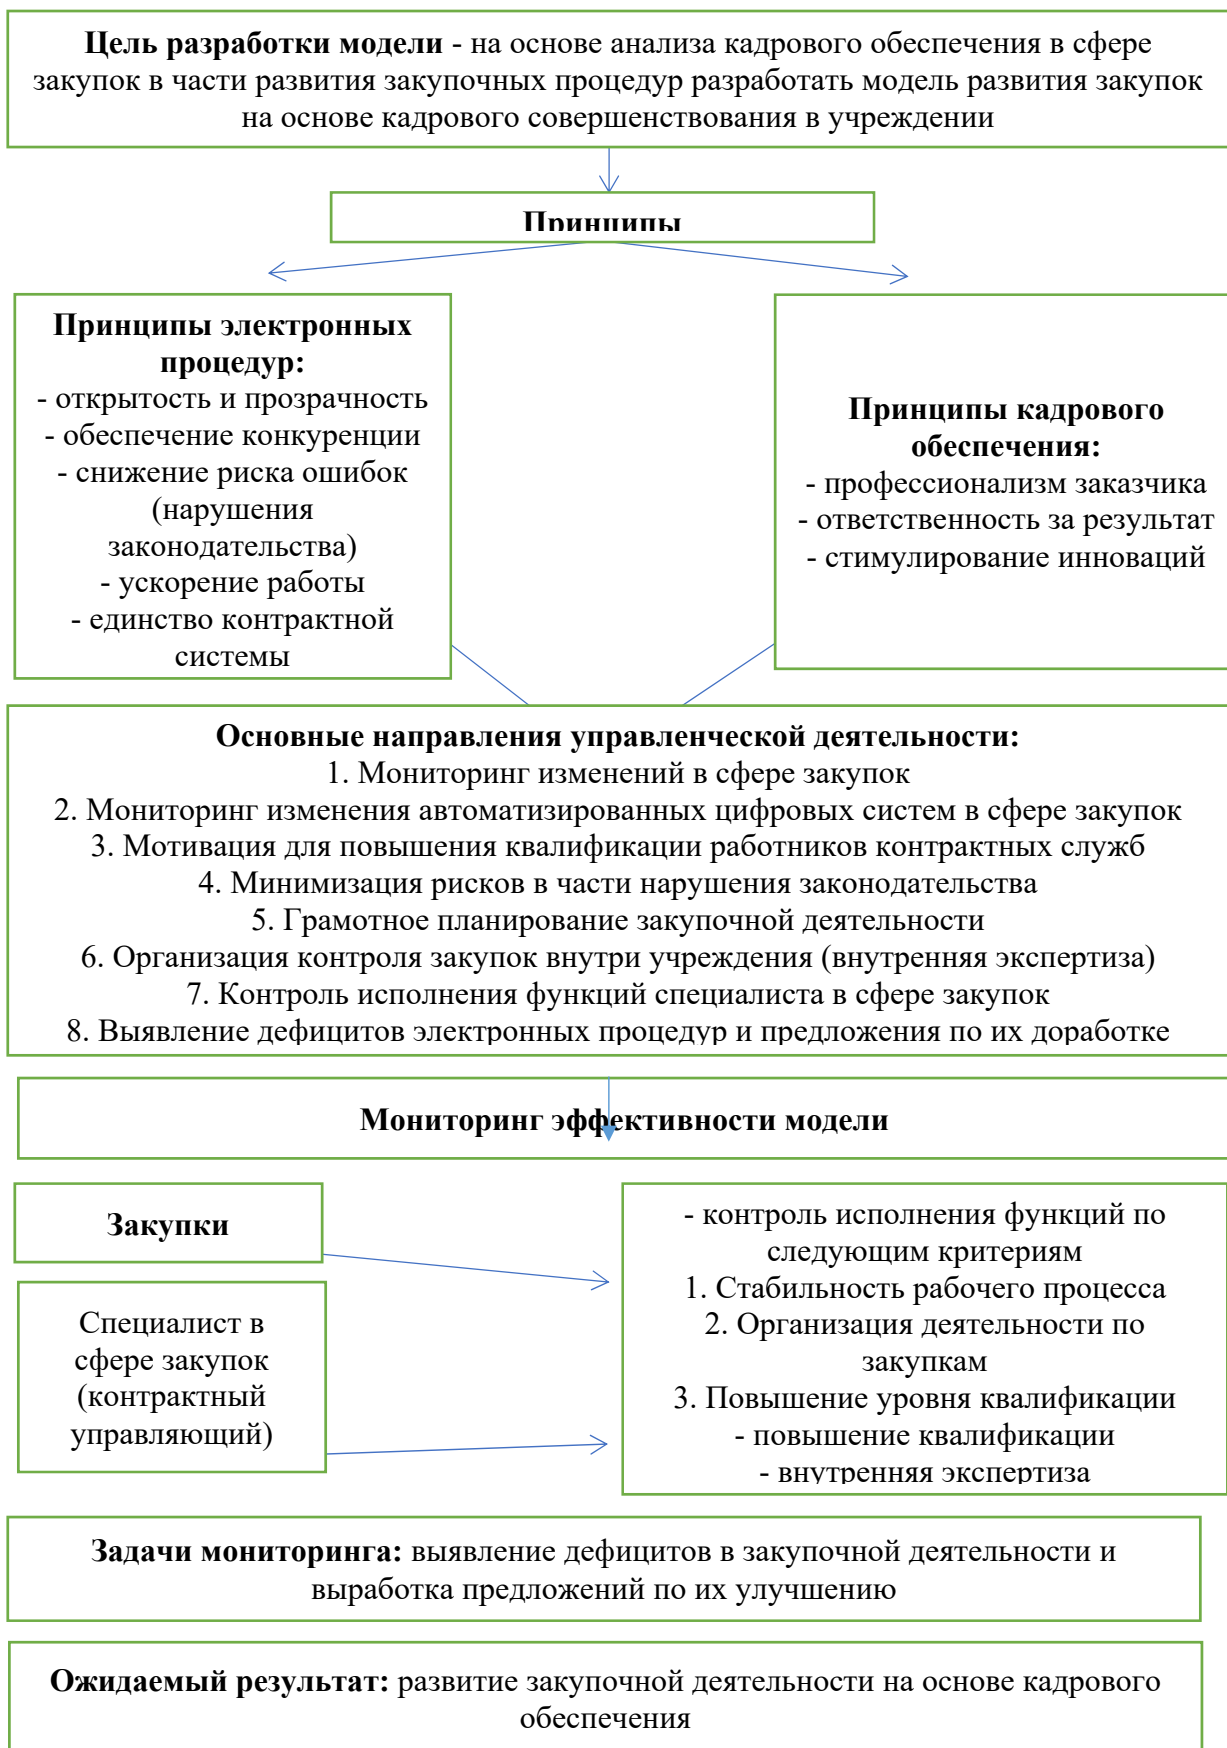 Цель разработки модели - на основе анализа кадрового обеспечения в сфере
закупок в части развития закупочных процедур разработать модель развития закупок
на основе кадрового совершенствования в учреждении
Принципы
Принципы электронных
процедур:
- открытость и прозрачность
- обеспечение конкуренции
- снижение риска ошибок
(нарушения
законодательства)
- ускорение работы
- единство контрактной
системы
Принципы кадрового
обеспечения:
- профессионализм заказчика
- ответственность за результат
- стимулирование инноваций
Основные направления управленческой деятельности:
1. Мониторинг изменений в сфере закупок
2. Мониторинг изменения автоматизированных цифровых систем в сфере закупок
3. Мотивация для повышения квалификации работников контрактных служб
4. Минимизация рисков в части нарушения законодательства
5. Грамотное планирование закупочной деятельности
6. Организация контроля закупок внутри учреждения (внутренняя экспертиза)
7. Контроль исполнения функций специалиста в сфере закупок
8. Выявление дефицитов электронных процедур и предложения по их доработке
Мониторинг эффективности модели
Закупки
Специалист в
сфере закупок
(контрактный
управляющий)
- контроль исполнения функций по
следующим критериям
1. Стабильность рабочего процесса
2. Организация деятельности по
закупкам
3. Повышение уровня квалификации
- повышение квалификации
- внутренняя экспертиза
Задачи мониторинга: выявление дефицитов в закупочной деятельности и
выработка предложений по их улучшению
Ожидаемый результат: развитие закупочной деятельности на основе кадрового
обеспечения